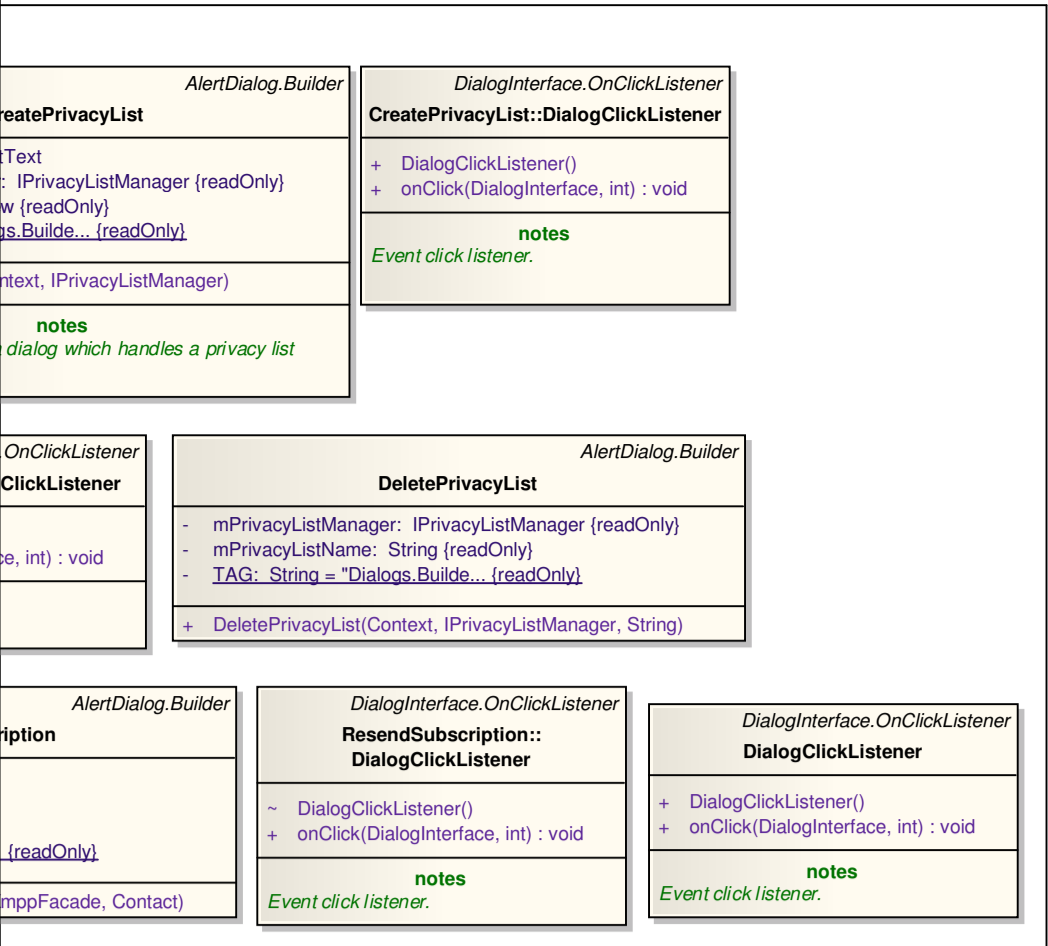 AlertDialog.Builder
reatePrivacyList
tText
: IPrivacyListManager {readOnly}
w {readOnly}
gs.Builde... {readOnly}
ntext, IPrivacyListManager)
notes
dialog which handles a privacy list
DialogInterface.OnClickListener
CreatePrivacyList::DialogClickListener
+ DialogClickListener()
+ onClick(DialogInterface, int) : void
notes
Event click listener.
.OnClickListener
ClickListener
ce, int) : void
AlertDialog.Builder
DeletePrivacyList
- mPrivacyListManager: IPrivacyListManager {readOnly}
- mPrivacyListName: String {readOnly}
- TAG: String = "Dialogs.Builde... {readOnly}
+ DeletePrivacyList(Context, IPrivacyListManager, String)
AlertDialog.Builder
ription
{readOnly}
mppFacade, Contact)
DialogInterface.OnClickListener
ResendSubscription::
DialogClickListener
~ DialogClickListener()
+ onClick(DialogInterface, int) : void
notes
Event click listener.
DialogInterface.OnClickListener
DialogClickListener
+ DialogClickListener()
+ onClick(DialogInterface, int) : void
notes
Event click listener.